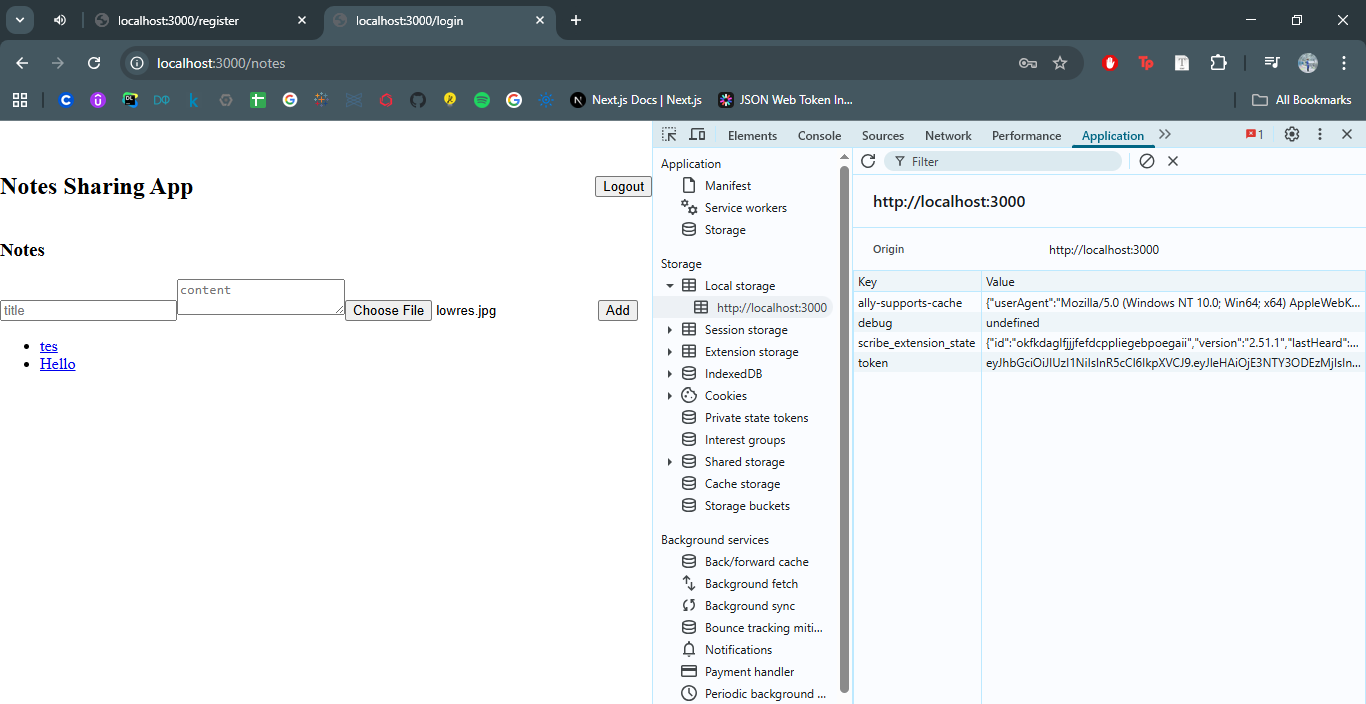 localhost:3000/register
localhost:3000/login
localhost:3000/notes
Next.js Docs | Next.js
JSON Web Token In...
All Bookmarks
Notes Sharing App
Logout
Notes
content
title
Choose File
lowres.jpg
Add
tes
Hello
Elements
Console
Sources
Network
Performance
Application
1
Application
Manifest
Service workers
Storage
Storage
Local storage
http://localhost:3000
Session storage
Extension storage
IndexedDB
Cookies
Private state tokens
Interest groups
Shared storage
Cache storage
Storage buckets
Background services
Back/forward cache
Background fetch
Background sync
Bounce tracking miti...
Notifications
Payment handler
Periodic background ...
Filter
http://localhost:3000
Origin http://localhost:3000
Key Value
ally-supports-cache {"userAgent":"Mozilla/5.0 (Windows NT 10.0; Win64; x64) AppleWebK...
debug undefined
scribe_extension_state {"id":"okfkdaglfjjjfefdcppliegebpoegaii","version":"2.51.1","lastHeard":...
token eyJhbGciOiJIUzI1NiIsInR5cCI6IkpXVCJ9.eyJleHAiOjE3NTY3ODEzMjIsIn...